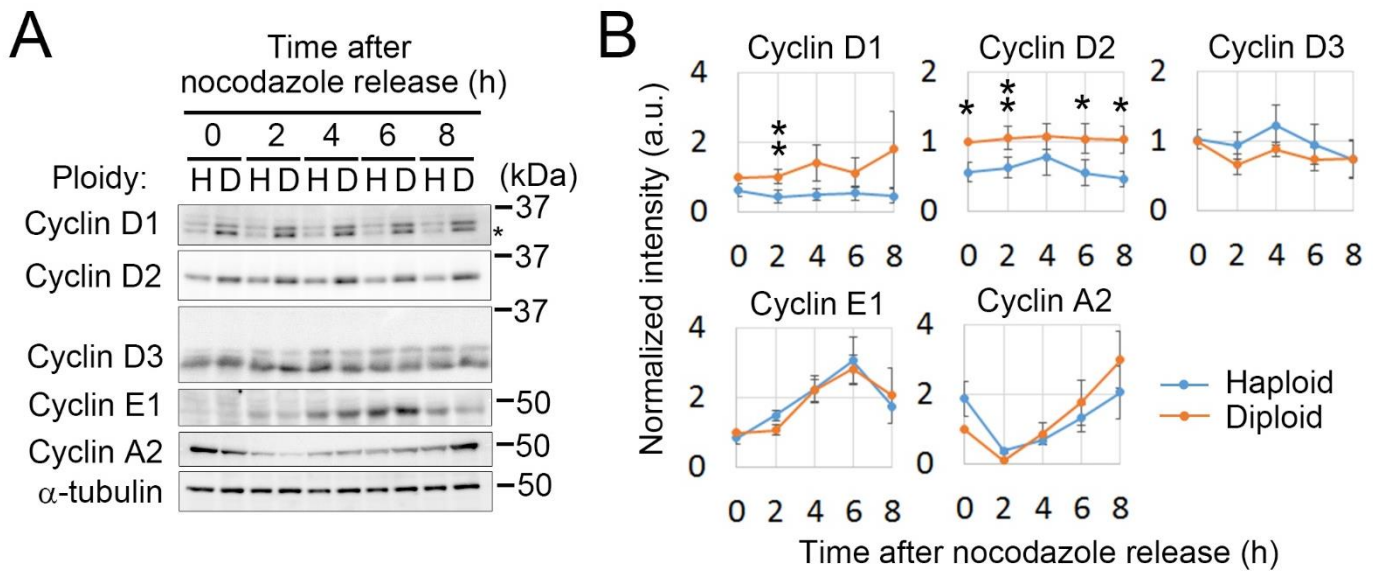 A
Time after
nocodazole release (h)
0 2 4 6 8
Ploidy: H D H D H D H D H D (kDa)
Cyclin D1
37
*
Cyclin D2
37
Cyclin D3
37
Cyclin E1
50
Cyclin A2
50
α-tubulin
50
B
Normalized intensity (a.u.)
Cyclin D1
4
2
0
**
0 2 4 6 8
Cyclin D2
2
1
0
* ** * *
0 2 4 6 8
Cyclin D3
2
1
0
0 2 4 6 8
Cyclin E1
4
2
0
0 2 4 6 8
Cyclin A2
4
2
0
0 2 4 6 8
Haploid
Diploid
Time after nocodazole release (h)